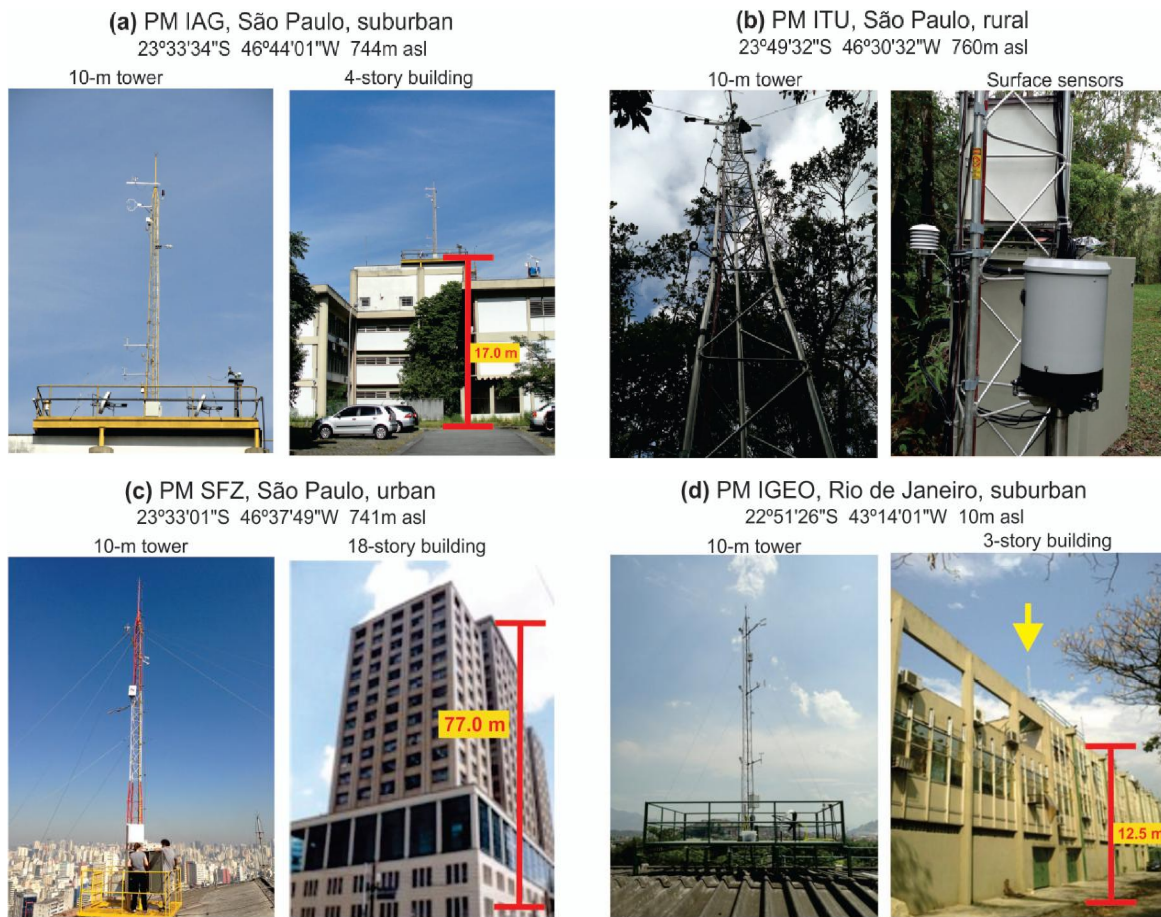 (a) PM IAG, São Paulo, suburban
23º33'34"S 46º44'01"W 744m asl
10-m tower
4-story building
17.0 m
(b) PM ITU, São Paulo, rural
23º49'32"S 46º30'32"W 760m asl
10-m tower
Surface sensors
(c) PM SFZ, São Paulo, urban
23º33'01"S 46º37'49"W 741m asl
10-m tower
18-story building
77.0 m
(d) PM IGEO, Rio de Janeiro, suburban
22º51'26"S 43º14'01"W 10m asl
10-m tower
3-story building
12.5 m